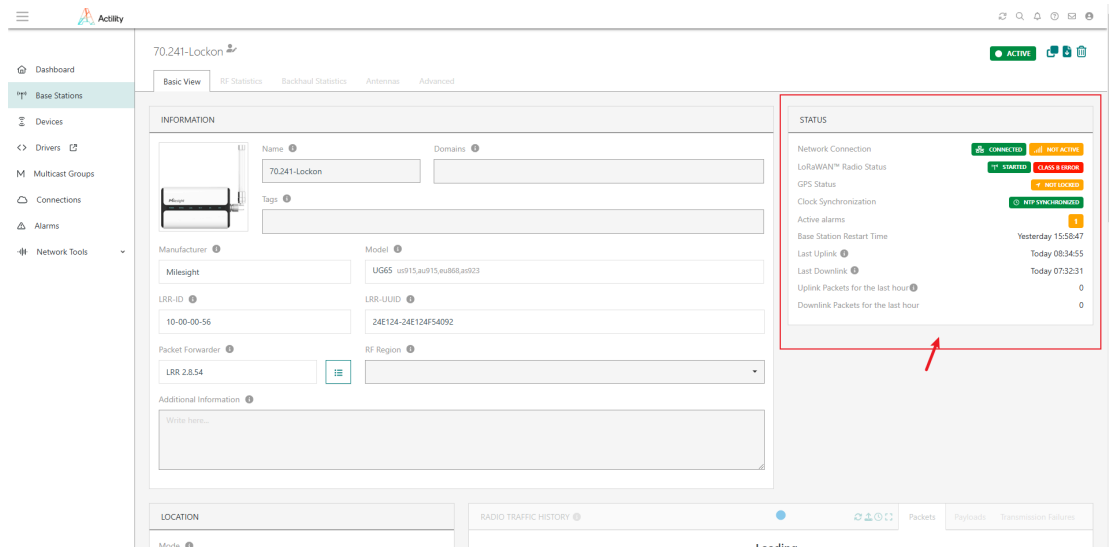 Actility
70.241-Lockon
ACTIVE
Dashboard
Base Stations
Devices
Drivers
Multicast Groups
Connections
Alarms
Network Tools
Basic View
RF Statistics
Backhaul Statistics
Antennas
Advanced
INFORMATION
Name
Domains
70.241-Lockon
Tags
Manufacturer
Model
Milesight
UG65 us915,au915,eu868,as923
LRR-ID
LRR-UUID
10-00-00-56
24E124-24E124F54092
Packet Forwarder
RF Region
LRR 2.8.54
Additional Information
Write here...
STATUS
Network Connection CONNECTED NOT ACTIVE
LoRaWAN™ Radio Status STARTED CLASS B ERROR
GPS Status NOT LOCKED
Clock Synchronization NTP SYNCHRONIZED
Active alarms 1
Base Station Restart Time Yesterday 15:58:47
Last Uplink Today 08:34:55
Last Downlink Today 07:32:31
Uplink Packets for the last hour 0
Downlink Packets for the last hour 0
LOCATION
Mode
RADIO TRAFFIC HISTORY
Packets
Payloads
Transmission Failures
Loading